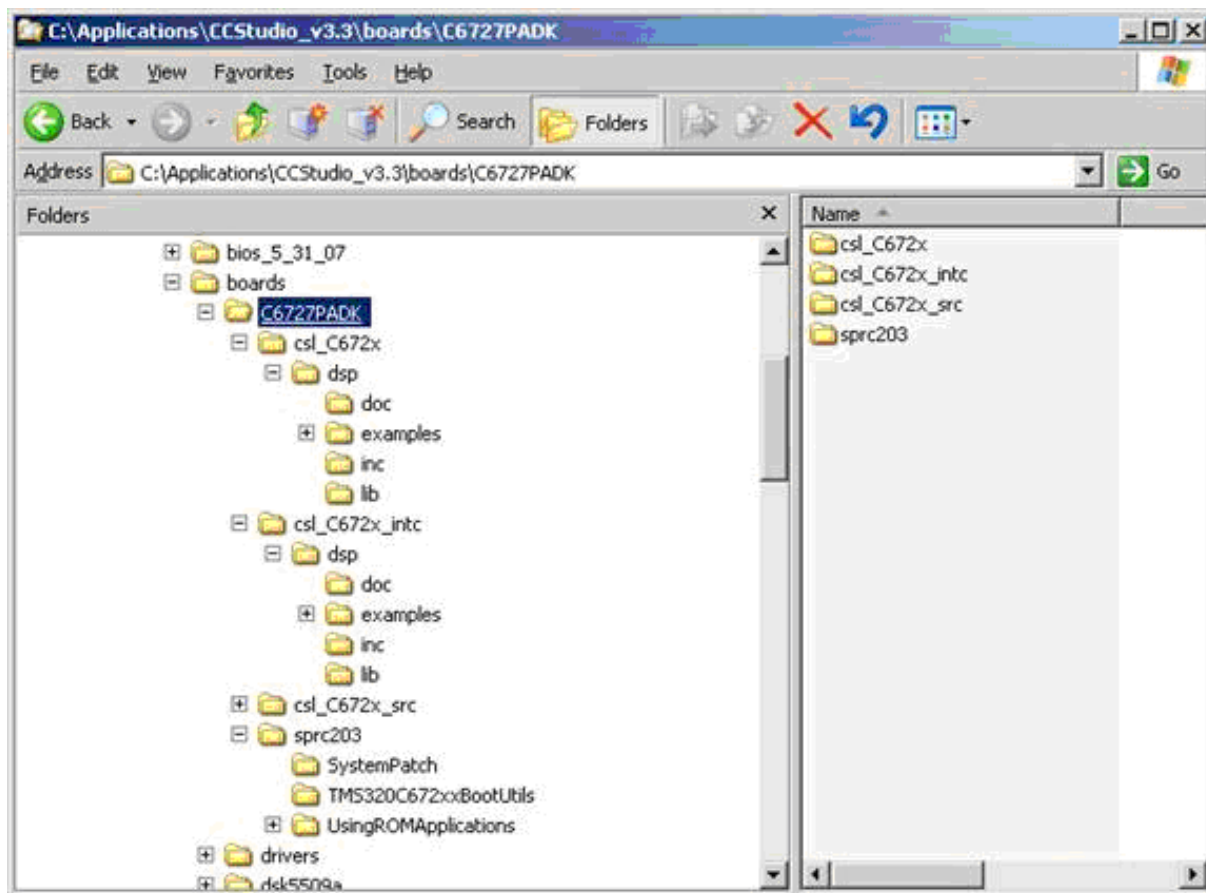 C:\Applications\CCStudio_v3.3\boards\C6727PADK
File Edit View Favorites Tools Help
Back Search Folders
Address C:\Applications\CCStudio_v3.3\boards\C6727PADK Go
Folders
Name
bios_5_31_07
boards
C6727PADK
csl_C672x
dsp
doc
examples
inc
lib
csl_C672x_intc
dsp
doc
examples
inc
lib
csl_C672x_src
sprc203
SystemPatch
TMS320C672xxBootUtils
UsingROMApplications
drivers
dsk5509a
csl_C672x
csl_C672x_intc
csl_C672x_src
sprc203